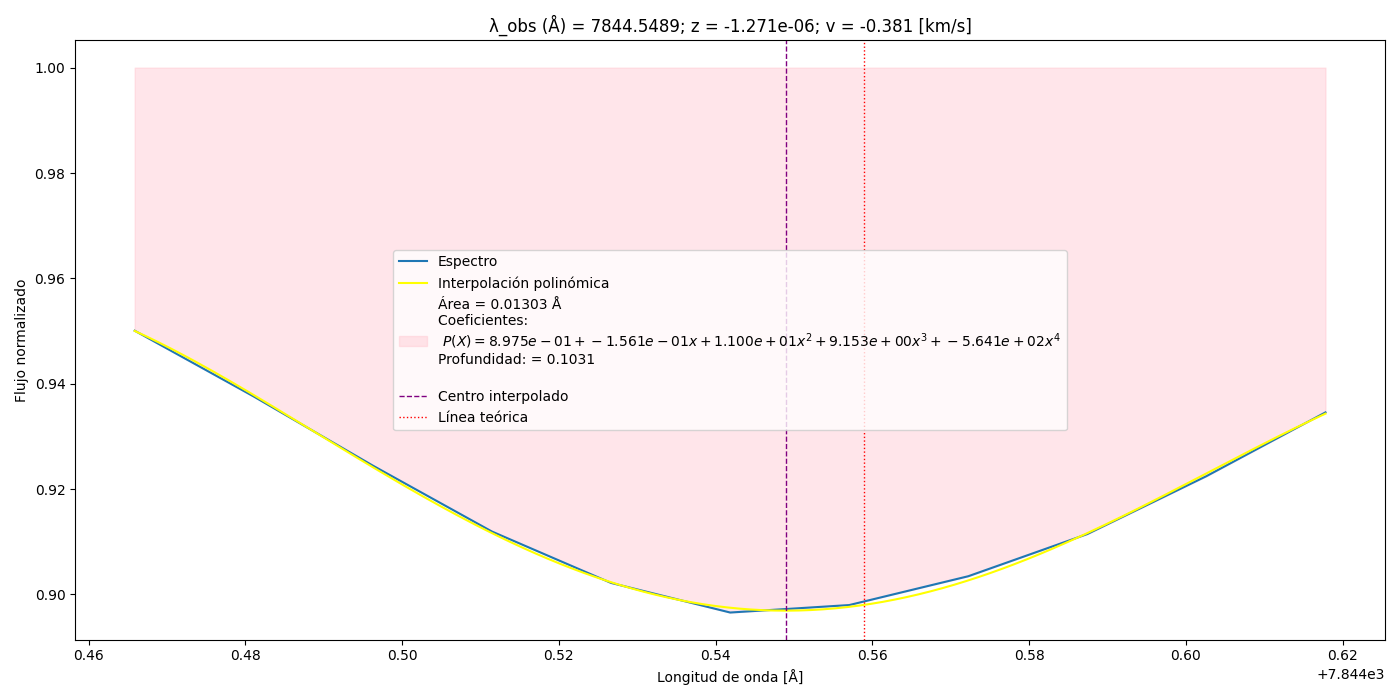 λ_obs (Å) = 7844.5489; z = -1.271e-06; v = -0.381 [km/s]
Flujo normalizado
1.00
0.98
0.96
0.94
0.92
0.90
Espectro
Interpolación polinómica
Área = 0.01303 Å
Coeficientes:
P(X) = 8.975e − 01 + − 1.561e − 01x + 1.100e + 01x² + 9.153e + 00x³ + − 5.641e + 02x⁴
Profundidad: = 0.1031
Centro interpolado
Línea teórica
0.46 0.48 0.50 0.52 0.54 0.56 0.58 0.60 0.62
+7.844e3
Longitud de onda [Å]